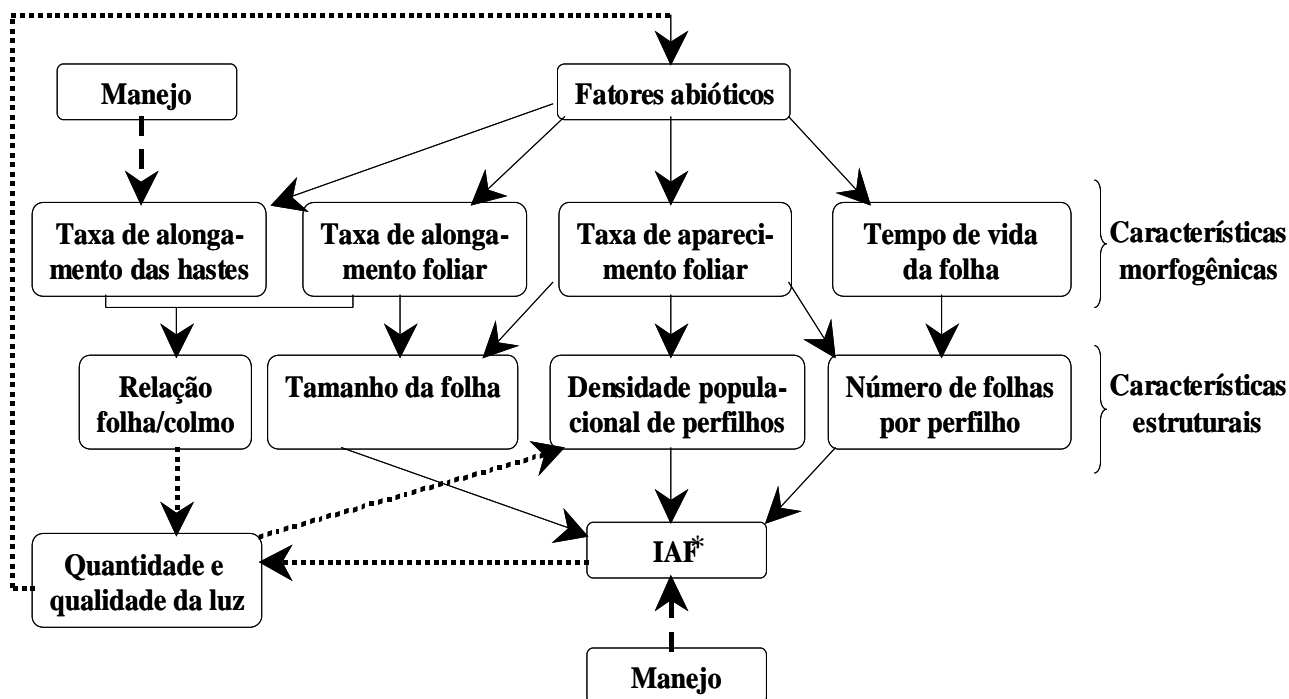 Manejo
Fatores abióticos
Taxa de alonga-
mento das hastes
Taxa de alonga-
mento foliar
Taxa de apareci-
mento foliar
Tempo de vida
da folha
Características
morfogênicas
Relação
folha/colmo
Tamanho da folha
Densidade popula-
cional de perfilhos
Número de folhas
por perfilho
Características
estruturais
Quantidade e
qualidade da luz
IAF*
Manejo